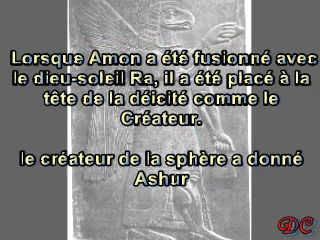 Lorsque Amon a été fusionné avec
le dieu-soleil Ra, il a été placé à la
tête de la déicité comme le
Créateur.
le créateur de la sphère a donné
Ashur
DC